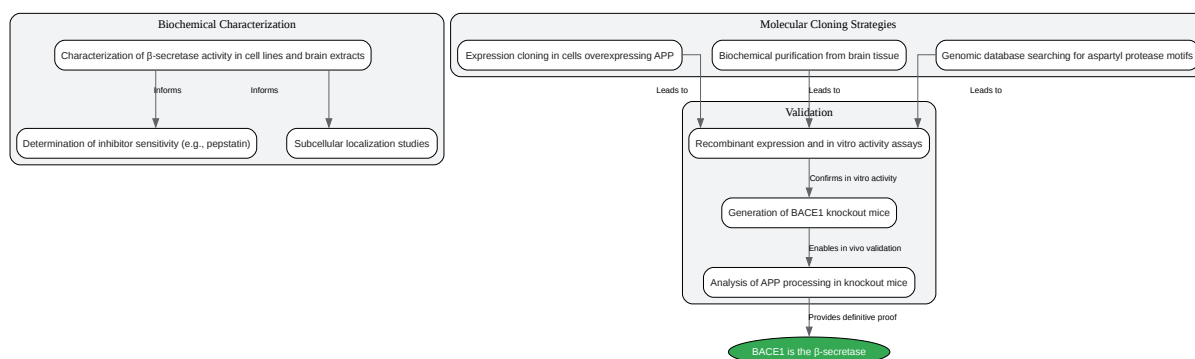 Biochemical Characterization
Characterization of β-secretase activity in cell lines and brain extracts
Informs
Informs
Determination of inhibitor sensitivity (e.g., pepstatin)
Subcellular localization studies
Molecular Cloning Strategies
Expression cloning in cells overexpressing APP
Biochemical purification from brain tissue
Genomic database searching for aspartyl protease motifs
Leads to
Leads to
Leads to
Validation
Recombinant expression and in vitro activity assays
Confirms in vitro activity
Generation of BACE1 knockout mice
Enables in vivo validation
Analysis of APP processing in knockout mice
Provides definitive proof
BACE1 is the β-secretase